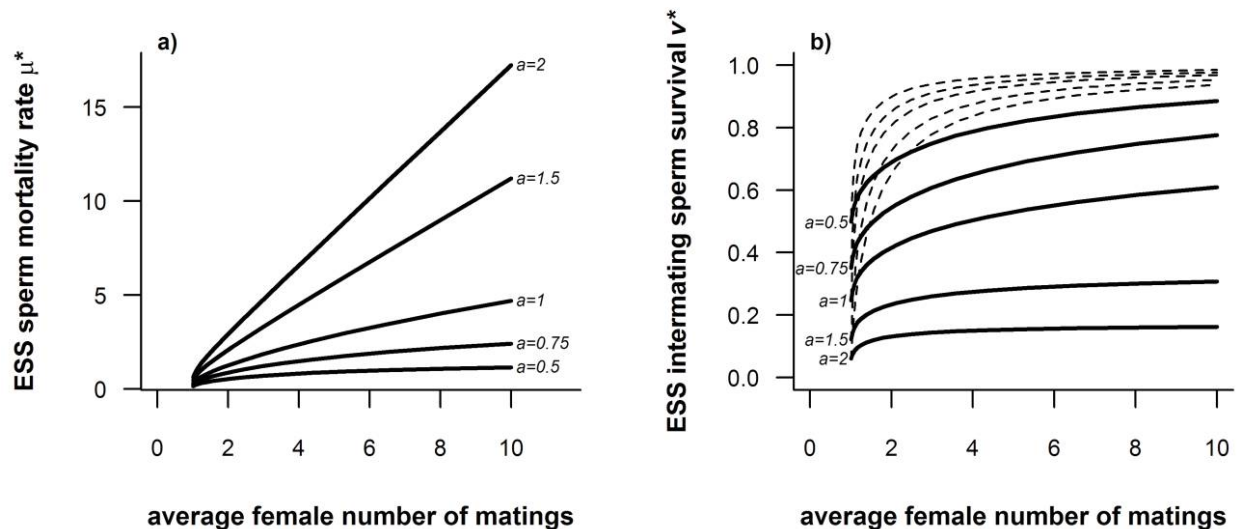 a)
ESS sperm mortality rate μ*
15
10
5
0
a=2
a=1.5
a=1
a=0.75
a=0.5
0 2 4 6 8 10
average female number of matings
b)
ESS intermating sperm survival v*
1.0
0.8
0.6
0.4
0.2
0.0
a=0.5
a=0.75
a=1
a=1.5
a=2
0 2 4 6 8 10
average female number of matings